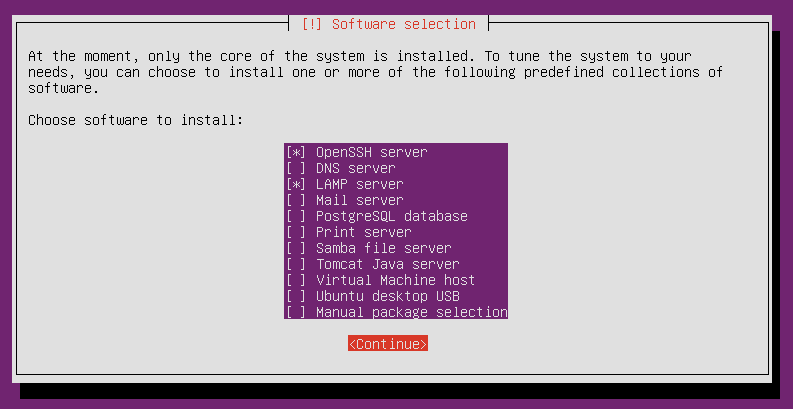 [!] Software selection
At the moment, only the core of the system is installed. To tune the system to your
needs, you can choose to install one or more of the following predefined collections of
software.
Choose software to install:
[*] OpenSSH server
[ ] DNS server
[*] LAMP server
[ ] Mail server
[ ] PostgreSQL database
[ ] Print server
[ ] Samba file server
[ ] Tomcat Java server
[ ] Virtual Machine host
[ ] Ubuntu desktop USB
[ ] Manual package selection
<Continue>